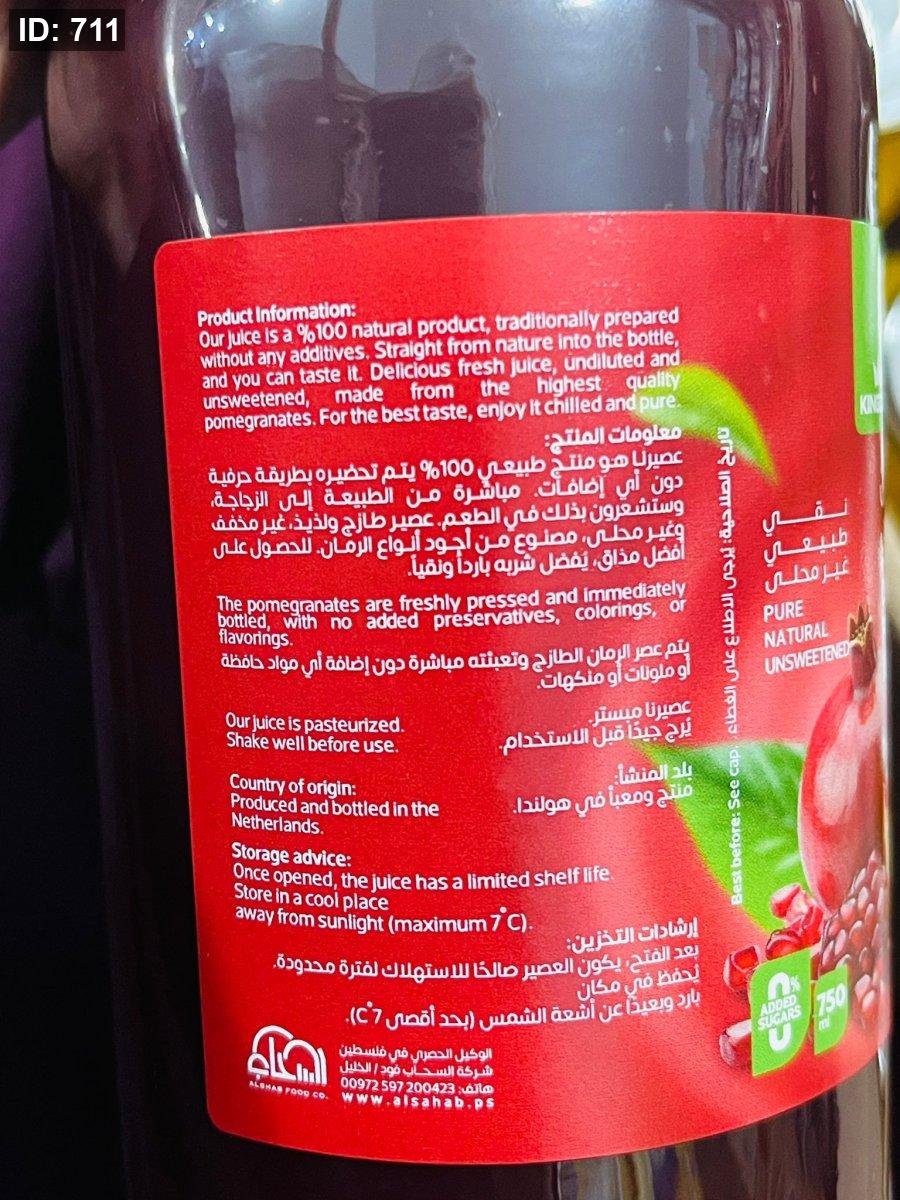 ID: 711
Product Information:
Our juice is a %100 natural product, traditionally prepared
without any additives. Straight from nature into the bottle,
and you can taste it. Delicious fresh juice, undiluted and
unsweetened, made from the highest quality
pomegranates. For the best taste, enjoy it chilled and pure.
معلومات المنتج:
عصيرنا هو منتج طبيعي 100% يتم تحضيره بطريقة حرفية
دون أي إضافات. مباشرة من الطبيعة إلى الزجاجة،
وستشعرون بذلك في الطعم. عصير طازج ولذيذ، غير مخفف
وغير محلى، مصنوع من أجود أنواع الرمان. للحصول على
أفضل مذاق، يُفضل شربه بارداً ونقياً.
The pomegranates are freshly pressed and immediately
bottled, with no added preservatives, colorings, or
flavorings.
يتم عصر الرمان الطازج وتعبئته مباشرة دون إضافة أي مواد حافظة
أو ملونات أو منكهات.
Our juice is pasteurized.
Shake well before use.
عصيرنا مبستر.
يُرج جيدًا قبل الاستخدام.
Country of origin:
Produced and bottled in the
Netherlands.
بلد المنشأ:
منتج ومعبأ في هولندا.
Storage advice:
Once opened, the juice has a limited shelf life.
Store in a cool place
away from sunlight (maximum 7°C).
إرشادات التخزين:
بعد الفتح، يكون العصير صالحًا للاستهلاك لفترة محدودة.
يُحفظ في مكان
بارد وبعيدًا عن أشعة الشمس (بحد أقصى 7°C).
السحاب
ALSHAB FOOD CO.
الوكيل الحصري في فلسطين
شركة السحاب فود / الخليل
هاتف: 00972 597 200423
www.alsahab.ps
Best before: See cap. تاريخ الصلاحية: يرجى الاطلاع على الغطاء.
نقي
طبيعي
غير محلى
PURE
NATURAL
UNSWEETENED
0%
ADDED
SUGARS
750
ml